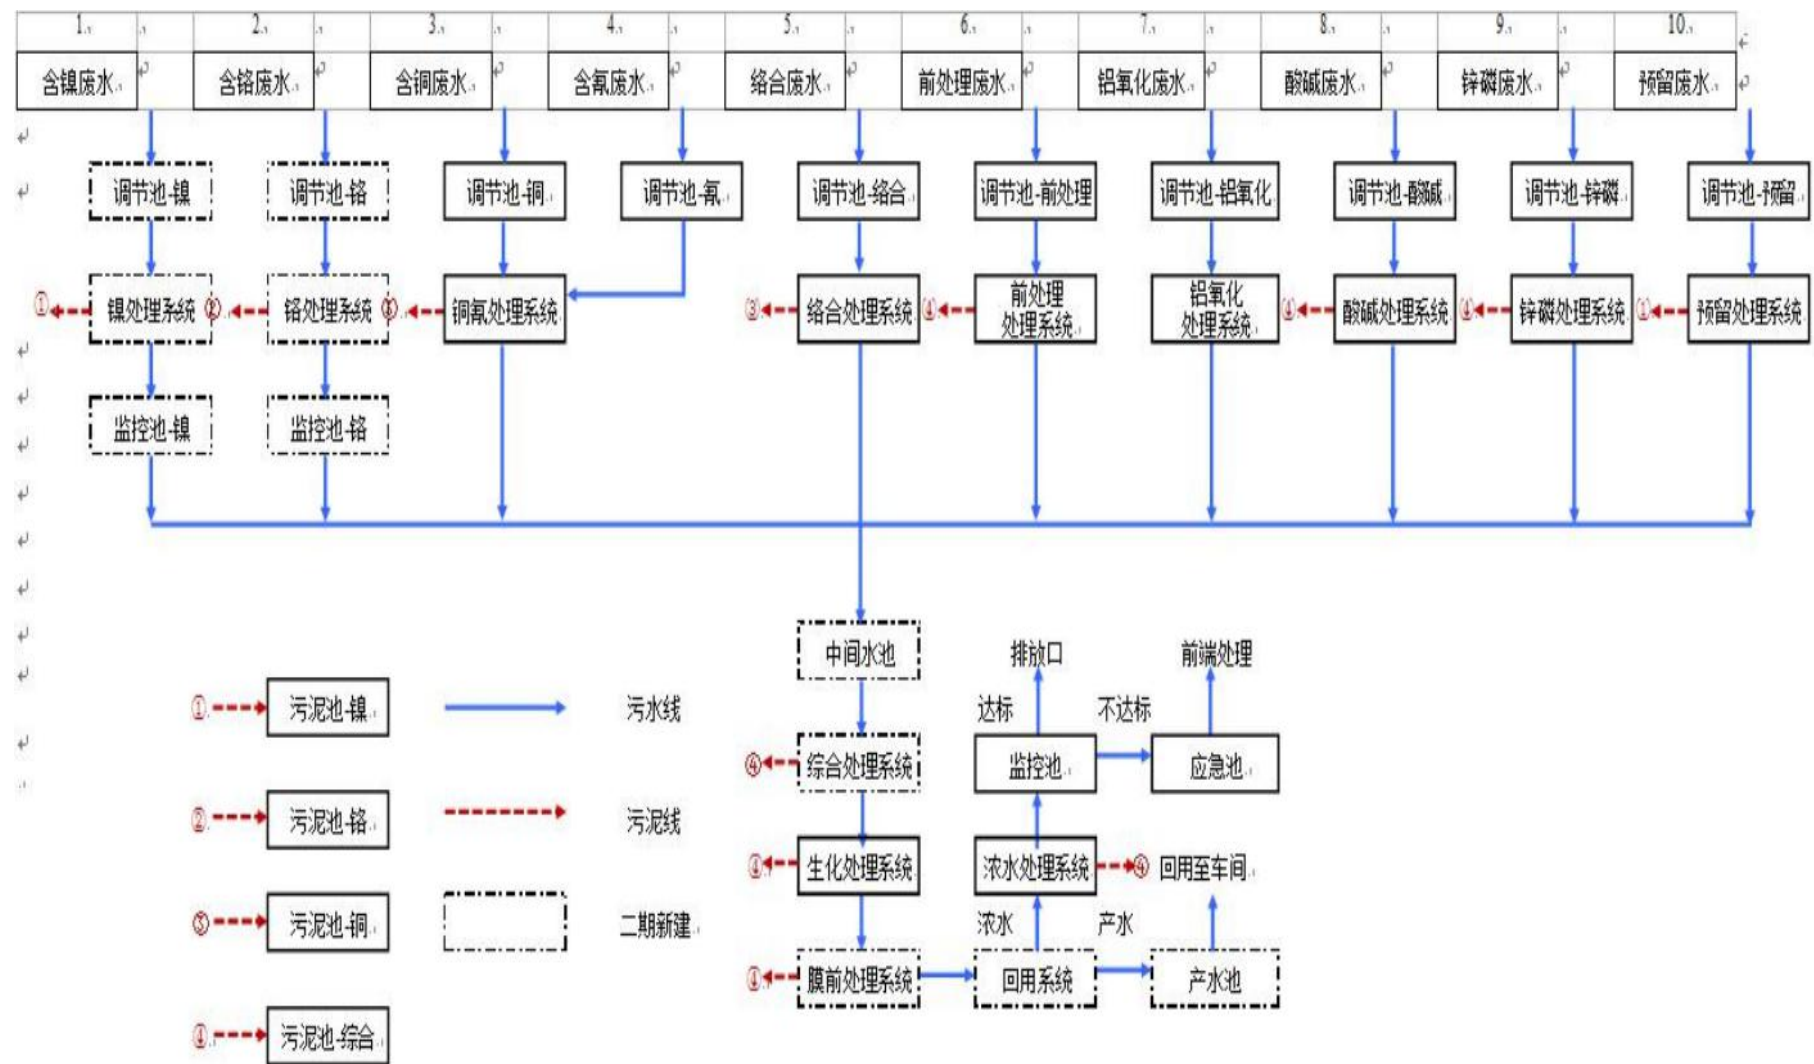 1. 2. 3. 4. 5. 6. 7. 8. 9. 10.
含镍废水 含铬废水 含铜废水 含氰废水 络合废水 前处理废水 铝氧化废水 酸碱废水 锌磷废水 预留废水
调节池-镍 调节池-铬 调节池-铜 调节池-氰 调节池-络合 调节池-前处理 调节池-铝氧化 调节池-酸碱 调节池-锌磷 调节池-预留
① 镍处理系统 ② 铬处理系统 ③ 铜氰处理系统 ③ 络合处理系统 ④ 前处理
处理系统 铝氧化
处理系统 ④ 酸碱处理系统 ④ 锌磷处理系统 ① 预留处理系统
监控池-镍 监控池-铬
中间水池 排放口 前端处理
① 污泥池-镍 污水线 达标 不达标
④ 综合处理系统 监控池 应急池
② 污泥池-铬 污泥线
④ 生化处理系统 浓水处理系统 ④ 回用至车间
③ 污泥池-铜 二期新建 浓水 产水
④ 膜前处理系统 回用系统 产水池
④ 污泥池-综合